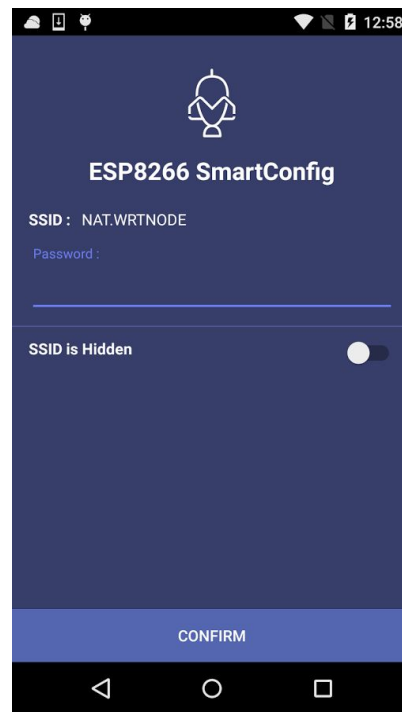 12:58
ESP8266 SmartConfig
SSID : NAT.WRTNODE
Password :
SSID is Hidden
CONFIRM